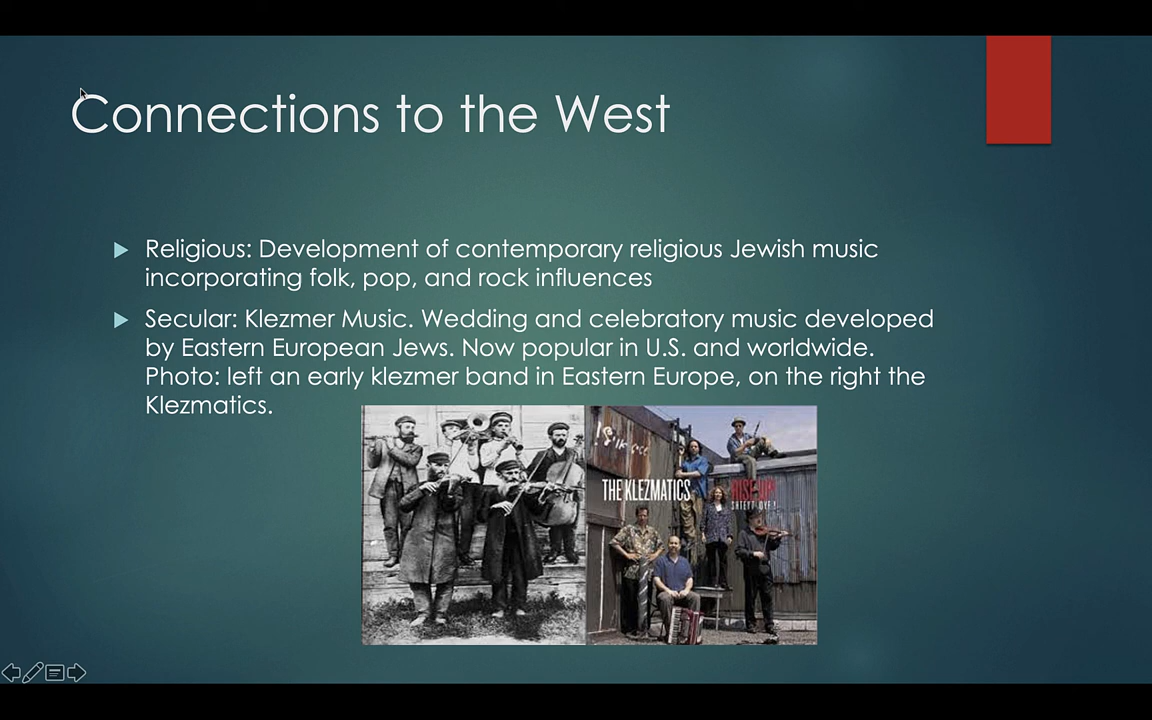 Connections to the West
Religious: Development of contemporary religious Jewish music
incorporating folk, pop, and rock influences
Secular: Klezmer Music. Wedding and celebratory music developed
by Eastern European Jews. Now popular in U.S. and worldwide.
Photo: left an early klezmer band in Eastern Europe, on the right the
Klezmatics.
THE KLEZMATICS
RISE UP!
SHTEYT OYF!